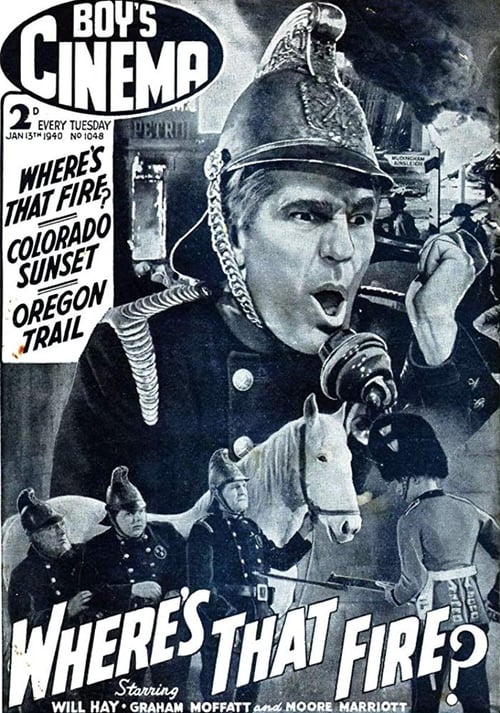 BOY'S
CINEMA
2D
EVERY TUESDAY
JAN 13TH 1940 NO 1048
WHERE'S
THAT FIRE?
COLORADO
SUNSET
OREGON
TRAIL
PETROL
WHERE'S THAT FIRE?
Starring
WILL HAY • GRAHAM MOFFATT and MOORE MARRIOTT